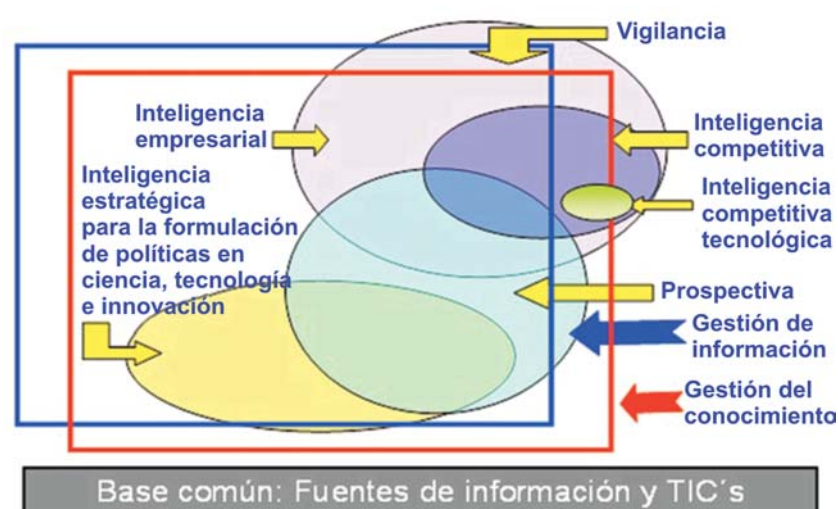 Vigilancia
Inteligencia
empresarial
Inteligencia
competitiva
Inteligencia
estratégica
para la formulación
de políticas en
ciencia, tecnología
e innovación
Inteligencia
competitiva
tecnológica
Prospectiva
Gestión de
información
Gestión del
conocimiento
Base común: Fuentes de información y TIC´s